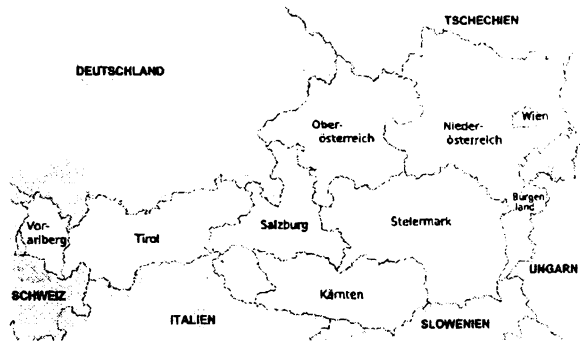 TSCHECHIEN
DEUTSCHLAND
Ober-
österreich
Nieder-
österreich
Wien
Vor-
arlberg
Tirol
Salzburg
Steiermark
Burgen
land
UNGARN
SCHWEIZ
Kärnten
ITALIEN
SLOWENIEN